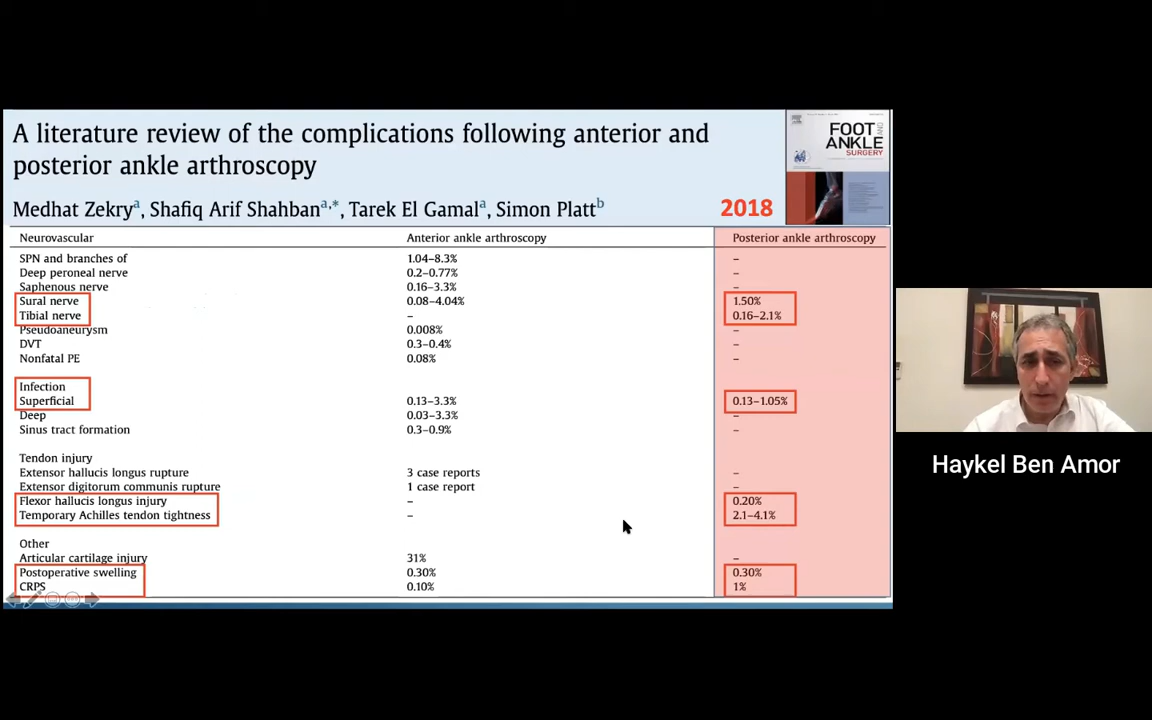 A literature review of the complications following anterior and
posterior ankle arthroscopy
FOOT
AND
ANKLE
SURGERY
Medhat Zekrya, Shafiq Arif Shahbana,*, Tarek El Gamala, Simon Plattb
2018
Neurovascular Anterior ankle arthroscopy Posterior ankle arthroscopy
SPN and branches of 1.04–8.3% –
Deep peroneal nerve 0.2–0.77% –
Saphenous nerve 0.16–3.3% –
Sural nerve 0.08–4.04% 1.50%
Tibial nerve – 0.16–2.1%
Pseudoaneurysm 0.008% –
DVT 0.3–0.4% –
Nonfatal PE 0.08% –
Infection
Superficial 0.13–3.3% 0.13–1.05%
Deep 0.03–3.3% –
Sinus tract formation 0.3–0.9% –
Tendon injury
Extensor hallucis longus rupture 3 case reports –
Extensor digitorum communis rupture 1 case report –
Flexor hallucis longus injury – 0.20%
Temporary Achilles tendon tightness – 2.1–4.1%
Other
Articular cartilage injury 31% –
Postoperative swelling 0.30% 0.30%
CRPS 0.10% 1%
Haykel Ben Amor